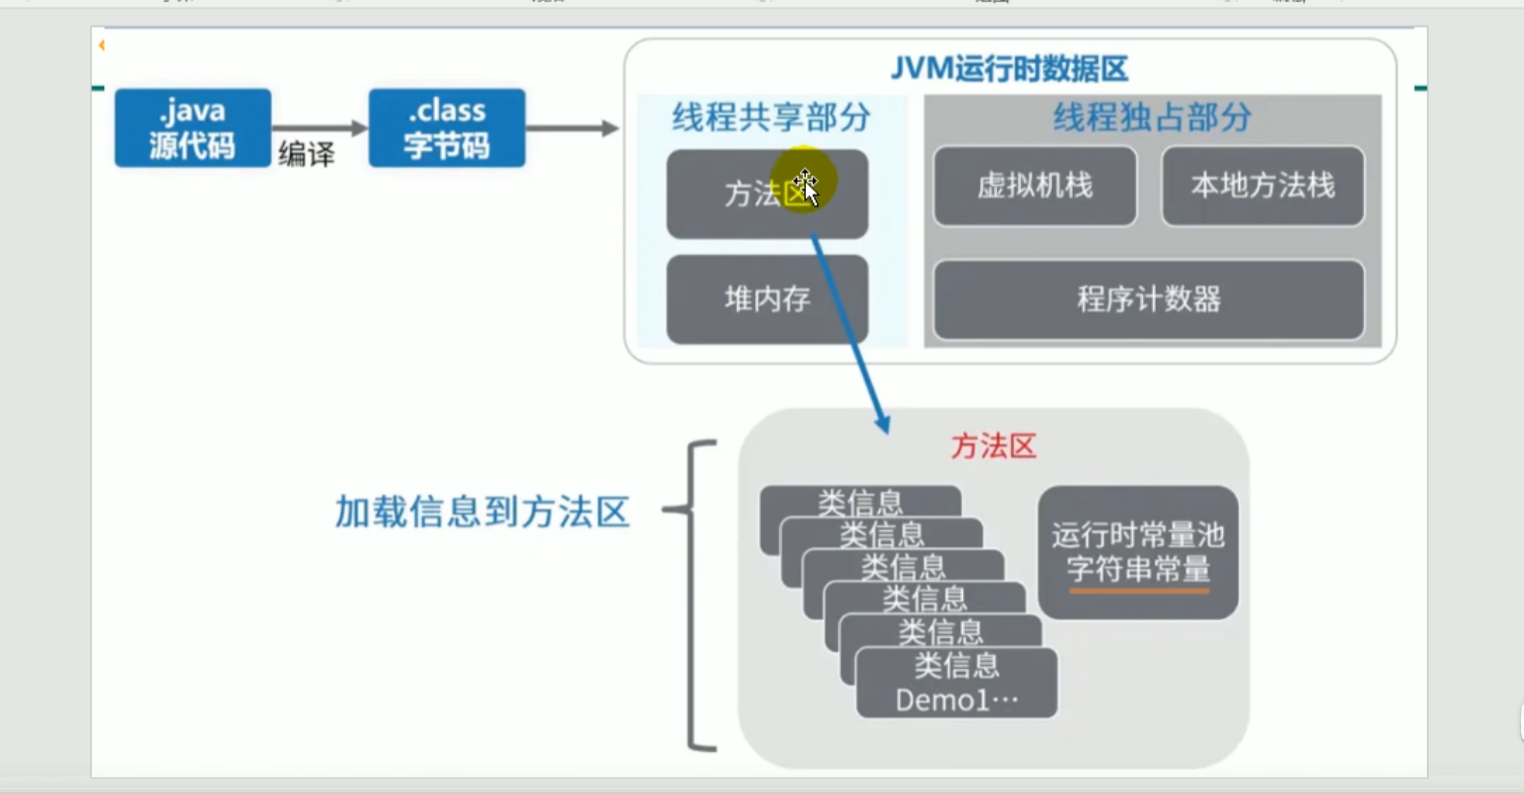 JVM运行时数据区
.java
源代码
编译
.class
字节码
线程共享部分
方法区
堆内存
线程独占部分
虚拟机栈
本地方法栈
程序计数器
加载信息到方法区
方法区
类信息
类信息
类信息
类信息
类信息
类信息
Demo1…
运行时常量池
字符串常量